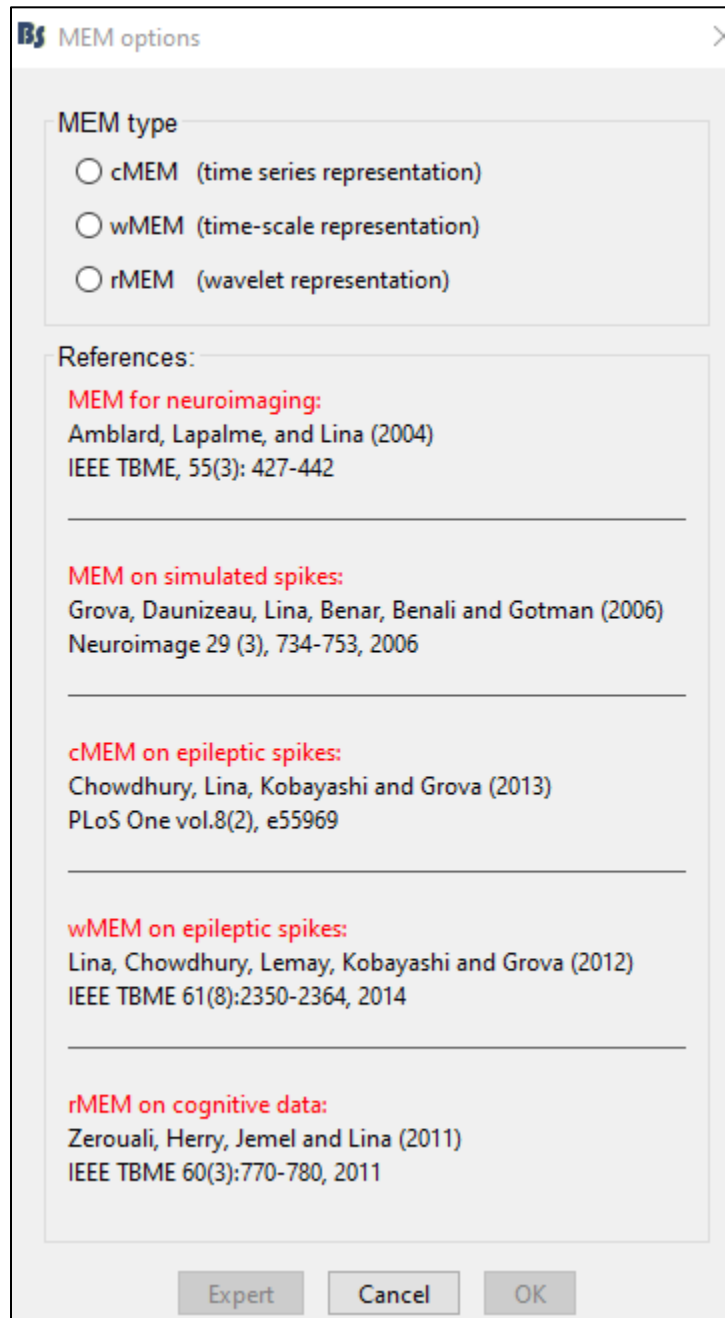 Bs MEM options
MEM type
cMEM (time series representation)
wMEM (time-scale representation)
rMEM (wavelet representation)
References:
MEM for neuroimaging:
Amblard, Lapalme, and Lina (2004)
IEEE TBME, 55(3): 427-442
MEM on simulated spikes:
Grova, Daunizeau, Lina, Benar, Benali and Gotman (2006)
Neuroimage 29 (3), 734-753, 2006
cMEM on epileptic spikes:
Chowdhury, Lina, Kobayashi and Grova (2013)
PLoS One vol.8(2), e55969
wMEM on epileptic spikes:
Lina, Chowdhury, Lemay, Kobayashi and Grova (2012)
IEEE TBME 61(8):2350-2364, 2014
rMEM on cognitive data:
Zerouali, Herry, Jemel and Lina (2011)
IEEE TBME 60(3):770-780, 2011
Expert Cancel OK